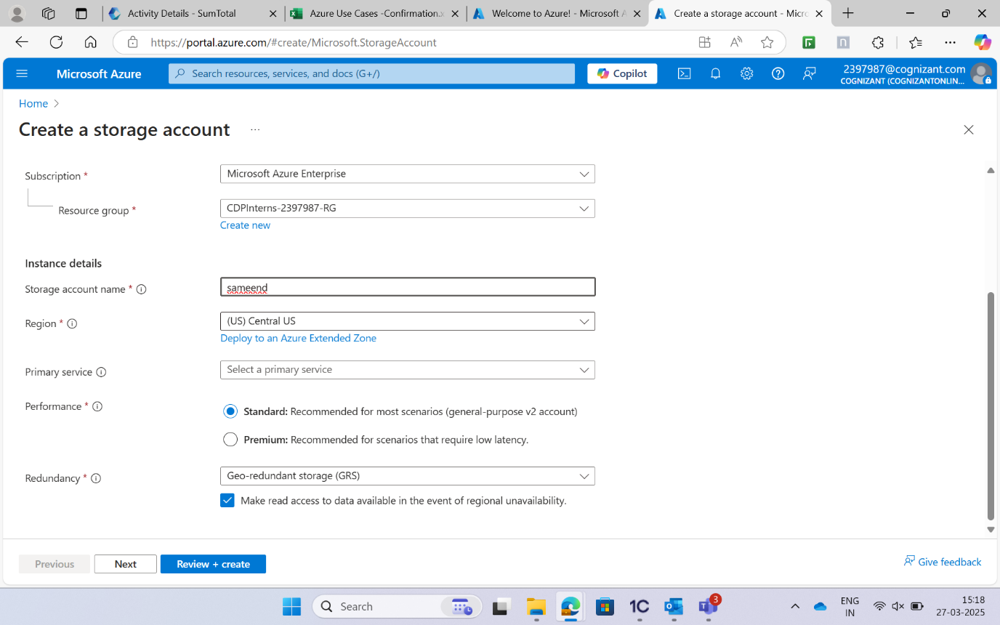 Activity Details - SumTotal
Azure Use Cases -Confirmation.x
Welcome to Azure! - Microsoft A
Create a storage account - Micro
https://portal.azure.com/#create/Microsoft.StorageAccount
Microsoft Azure
Search resources, services, and docs (G+/)
Copilot
2397987@cognizant.com
COGNIZANT (COGNIZANTONLIN...
Home
Create a storage account
...
Subscription *
Microsoft Azure Enterprise
Resource group *
CDPInterns-2397987-RG
Create new
Instance details
Storage account name *
sameend
Region *
(US) Central US
Deploy to an Azure Extended Zone
Primary service
Select a primary service
Performance *
Standard: Recommended for most scenarios (general-purpose v2 account)
Premium: Recommended for scenarios that require low latency.
Redundancy *
Geo-redundant storage (GRS)
Make read access to data available in the event of regional unavailability.
Previous
Next
Review + create
Give feedback
Search
1C
3
ENG
IN
15:18
27-03-2025